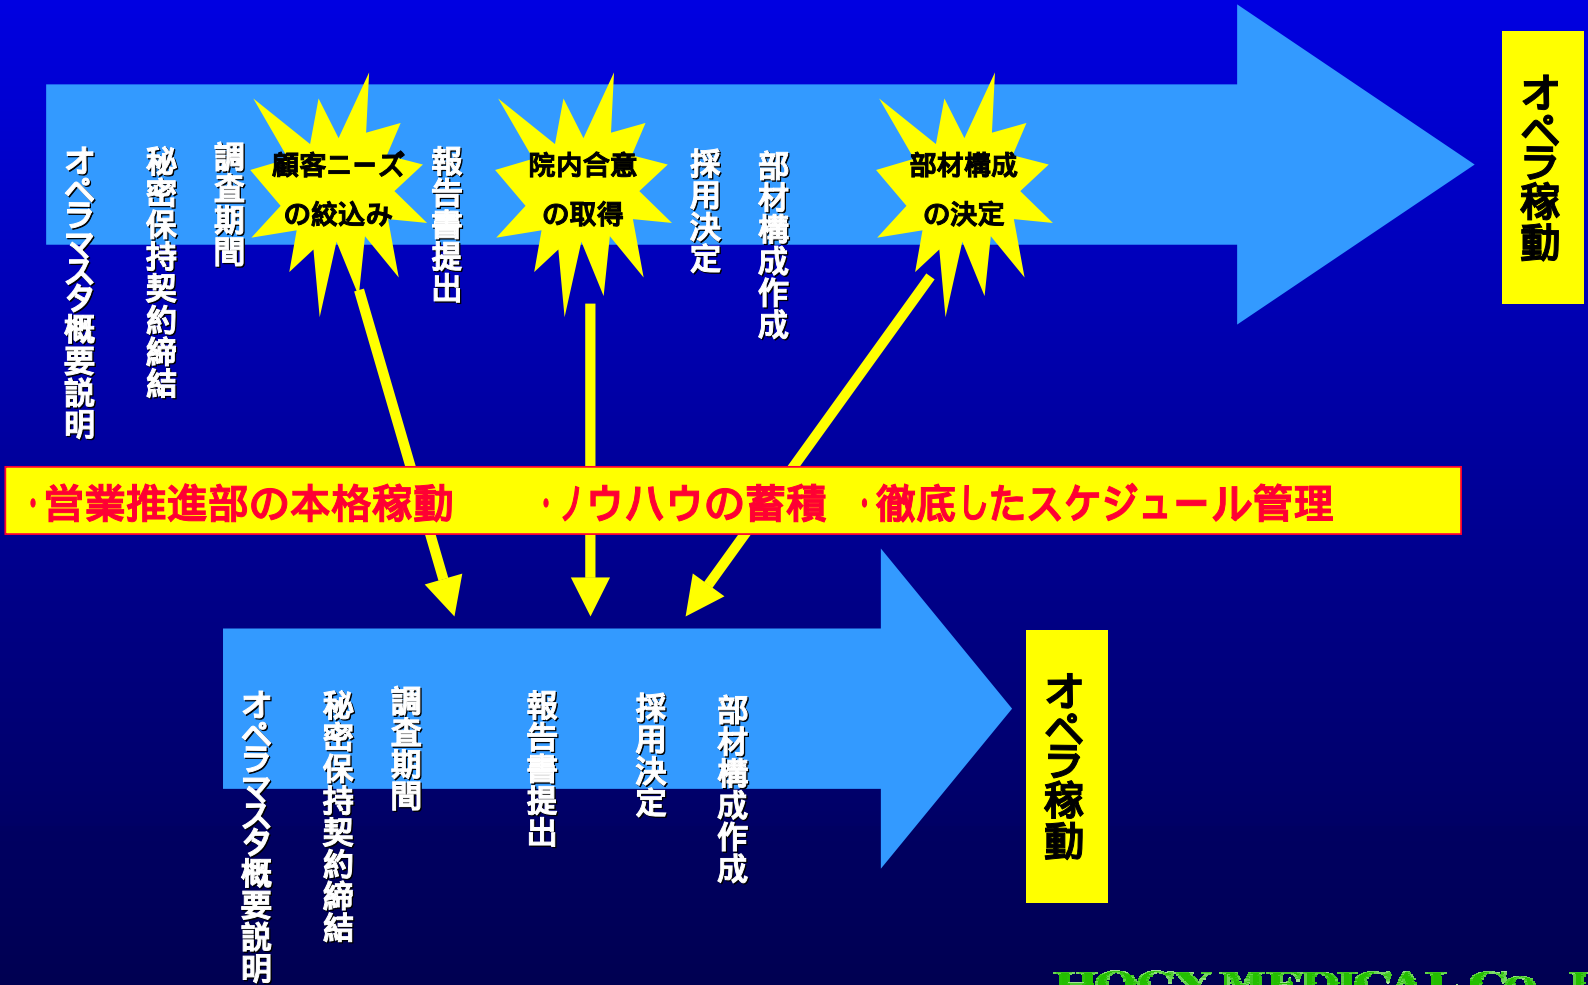 オペラマスタ概要説明
秘密保持契約締結
調査期間
顧客ニーズ
の絞込み
報告書提出
院内合意
の取得
採用決定
部材構成作成
部材構成
の決定
オペラ稼動
・営業推進部の本格稼動 ・ノウハウの蓄積 ・徹底したスケジュール管理
オペラマスタ概要説明
秘密保持契約締結
調査期間
報告書提出
採用決定
部材構成作成
オペラ稼動
HOGY MEDICAL Co.,